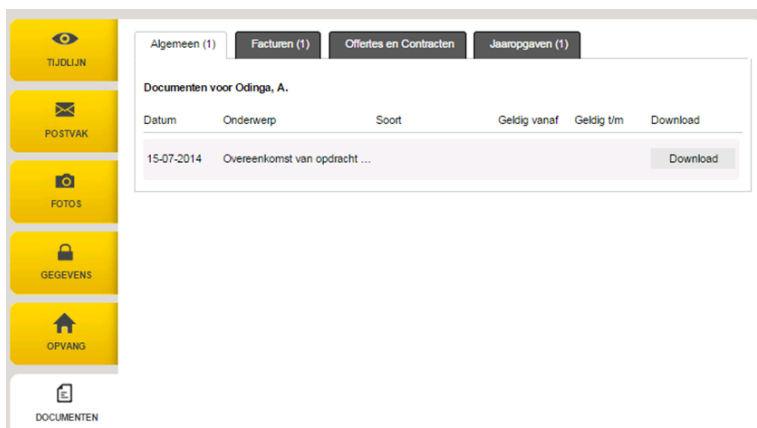 TIJDLIJN
POSTVAK
FOTOS
GEGEVENS
OPVANG
DOCUMENTEN
Algemeen (1) Facturen (1) Offertes en Contracten Jaaropgaven (1)
Documenten voor Odinga, A.
Datum Onderwerp Soort Geldig vanaf Geldig t/m Download
15-07-2014 Overeenkomst van opdracht ... Download